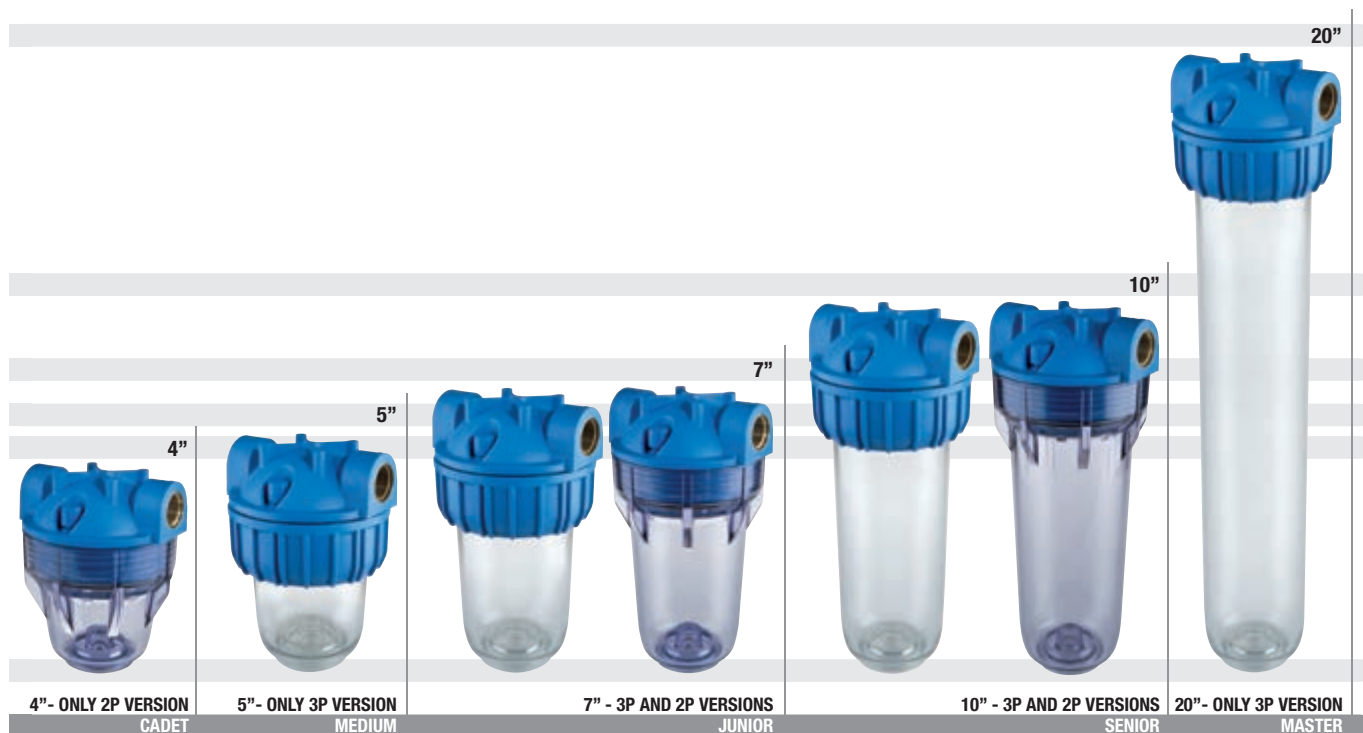 20”
10”
7”
5”
4”
4”- ONLY 2P VERSION
5”- ONLY 3P VERSION
7” - 3P AND 2P VERSIONS
10” - 3P AND 2P VERSIONS
20”- ONLY 3P VERSION
CADET
MEDIUM
JUNIOR
SENIOR
MASTER